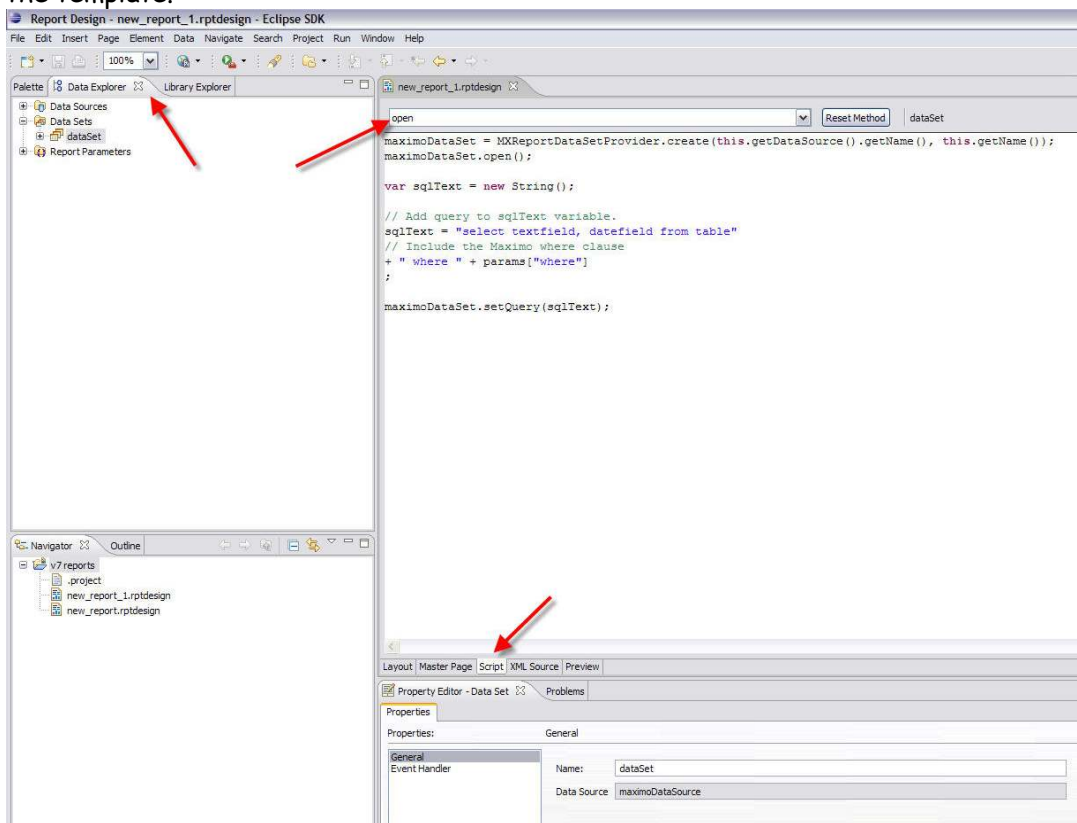 The Template.
Report Design - new_report_1.rptdesign - Eclipse SDK
File Edit Insert Page Element Data Navigate Search Project Run Window Help
100%
Palette Data Explorer Library Explorer
Data Sources
Data Sets
dataSet
Report Parameters
new_report_1.rptdesign
open Reset Method dataSet
maximoDataSet = MXReportDataSetProvider.create(this.getDataSource().getName(), this.getName());
maximoDataSet.open();
var sqlText = new String();
// Add query to sqlText variable.
sqlText = "select textfield, datefield from table"
// Include the Maximo where clause
+ " where " + params["where"]
;
maximoDataSet.setQuery(sqlText);
Navigator Outline
v7 reports
.project
new_report_1.rptdesign
new_report.rptdesign
Layout Master Page Script XML Source Preview
Property Editor - Data Set Problems
Properties
Properties: General
General
Event Handler
Name: dataSet
Data Source maximoDataSource